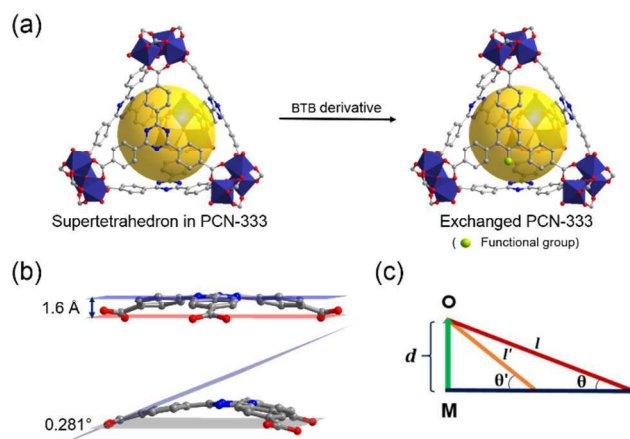 (a)
BTB derivative
Supertetrahedron in PCN-333
Exchanged PCN-333
( Functional group)
(b)
(c)
1.6 Å
0.281°
O
d
l
l'
θ'
θ
M